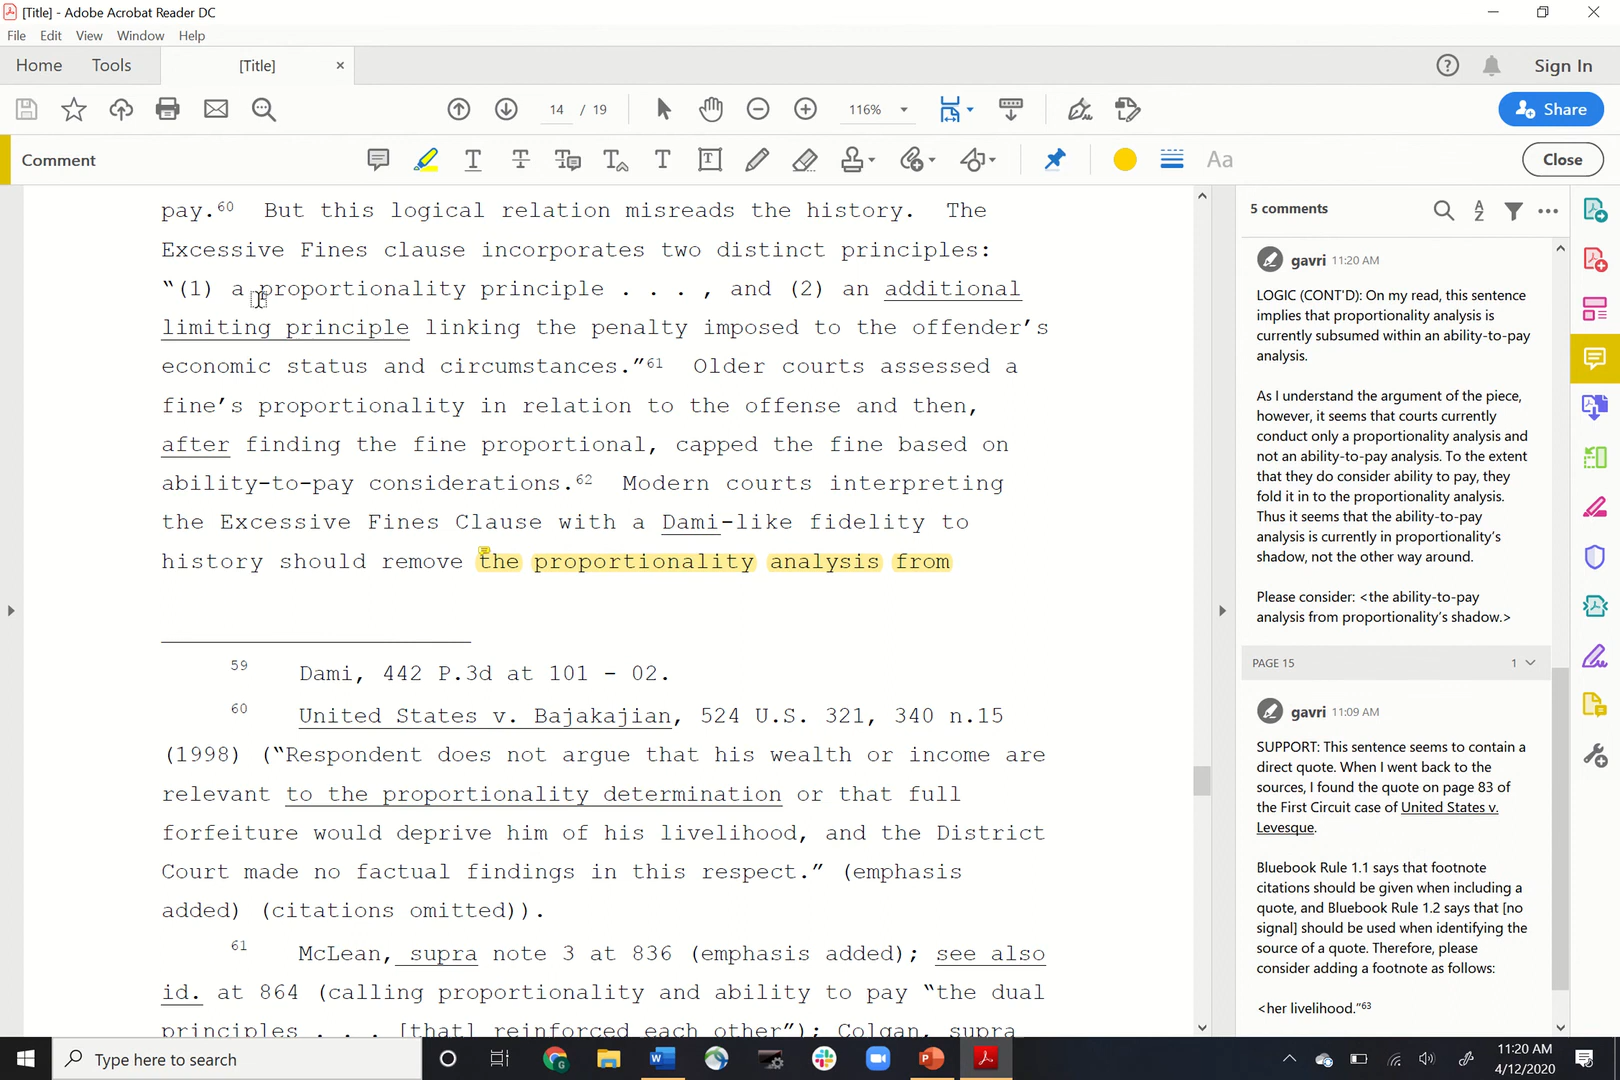 [Title] - Adobe Acrobat Reader DC
File Edit View Window Help
Home Tools [Title] × Sign In
14 / 19 116% Share
Comment Aa Close
pay.60 But this logical relation misreads the history. The
Excessive Fines clause incorporates two distinct principles:
“(1) a proportionality principle . . . , and (2) an additional
limiting principle linking the penalty imposed to the offender’s
economic status and circumstances.”61 Older courts assessed a
fine’s proportionality in relation to the offense and then,
after finding the fine proportional, capped the fine based on
ability-to-pay considerations.62 Modern courts interpreting
the Excessive Fines Clause with a Dami-like fidelity to
history should remove the proportionality analysis from
59 Dami, 442 P.3d at 101 - 02.
60 United States v. Bajakajian, 524 U.S. 321, 340 n.15
(1998) (“Respondent does not argue that his wealth or income are
relevant to the proportionality determination or that full
forfeiture would deprive him of his livelihood, and the District
Court made no factual findings in this respect.” (emphasis
added) (citations omitted)).
61 McLean, supra note 3 at 836 (emphasis added); see also
id. at 864 (calling proportionality and ability to pay “the dual
principles . . . [that] reinforced each other”); Colgan, supra
5 comments
gavri 11:20 AM
LOGIC (CONT'D): On my read, this sentence
implies that proportionality analysis is
currently subsumed within an ability-to-pay
analysis.
As I understand the argument of the piece,
however, it seems that courts currently
conduct only a proportionality analysis and
not an ability-to-pay analysis. To the extent
that they do consider ability to pay, they
fold it in to the proportionality analysis.
Thus it seems that the ability-to-pay
analysis is currently in proportionality’s
shadow, not the other way around.
Please consider: <the ability-to-pay
analysis from proportionality’s shadow.>
PAGE 15 1
gavri 11:09 AM
SUPPORT: This sentence seems to contain a
direct quote. When I went back to the
sources, I found the quote on page 83 of
the First Circuit case of United States v.
Levesque.
Bluebook Rule 1.1 says that footnote
citations should be given when including a
quote, and Bluebook Rule 1.2 says that [no
signal] should be used when identifying the
source of a quote. Therefore, please
consider adding a footnote as follows:
<her livelihood.”63
Type here to search
11:20 AM
4/12/2020